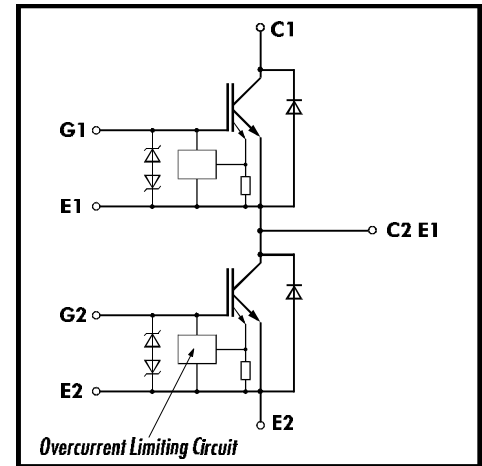 C1
G1
E1
C2 E1
G2
E2
E2
Overcurrent Limiting Circuit